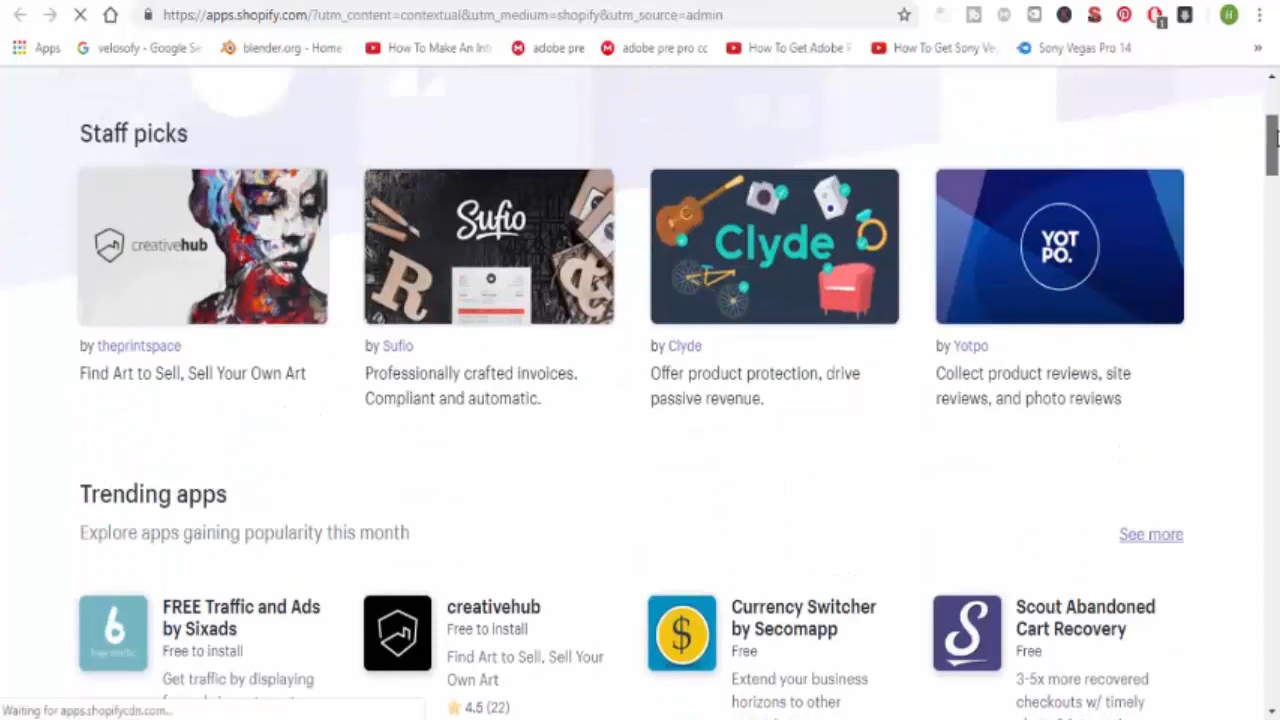 https://apps.shopify.com/?utm_content=contextual&utm_medium=shopify&utm_source=admin
Apps
velosofy - Google Se
blender.org - Home
How To Make An Int
adobe pre
adobe pre pro cc
How To Get Adobe F
How To Get Sony Ve
Sony Vegas Pro 14
»
Staff picks
creativehub
Sufio
R
&
Clyde
YOT
PO.
by theprintspace
by Sufio
by Clyde
by Yotpo
Find Art to Sell, Sell Your Own Art
Professionally crafted invoices.
Compliant and automatic.
Offer product protection, drive
passive revenue.
Collect product reviews, site
reviews, and photo reviews
Trending apps
Explore apps gaining popularity this month
See more
6
FREE Traffic and Ads
by Sixads
Free to install
Get traffic by displaying
creativehub
Free to install
Find Art to Sell, Sell Your
Own Art
4.5 (22)
$
Currency Switcher
by Secomapp
Free
Extend your business
horizons to other
S
Scout Abandoned
Cart Recovery
Free
3-5x more recovered
checkouts w/ timely
Waiting for apps.shopifycdn.com...